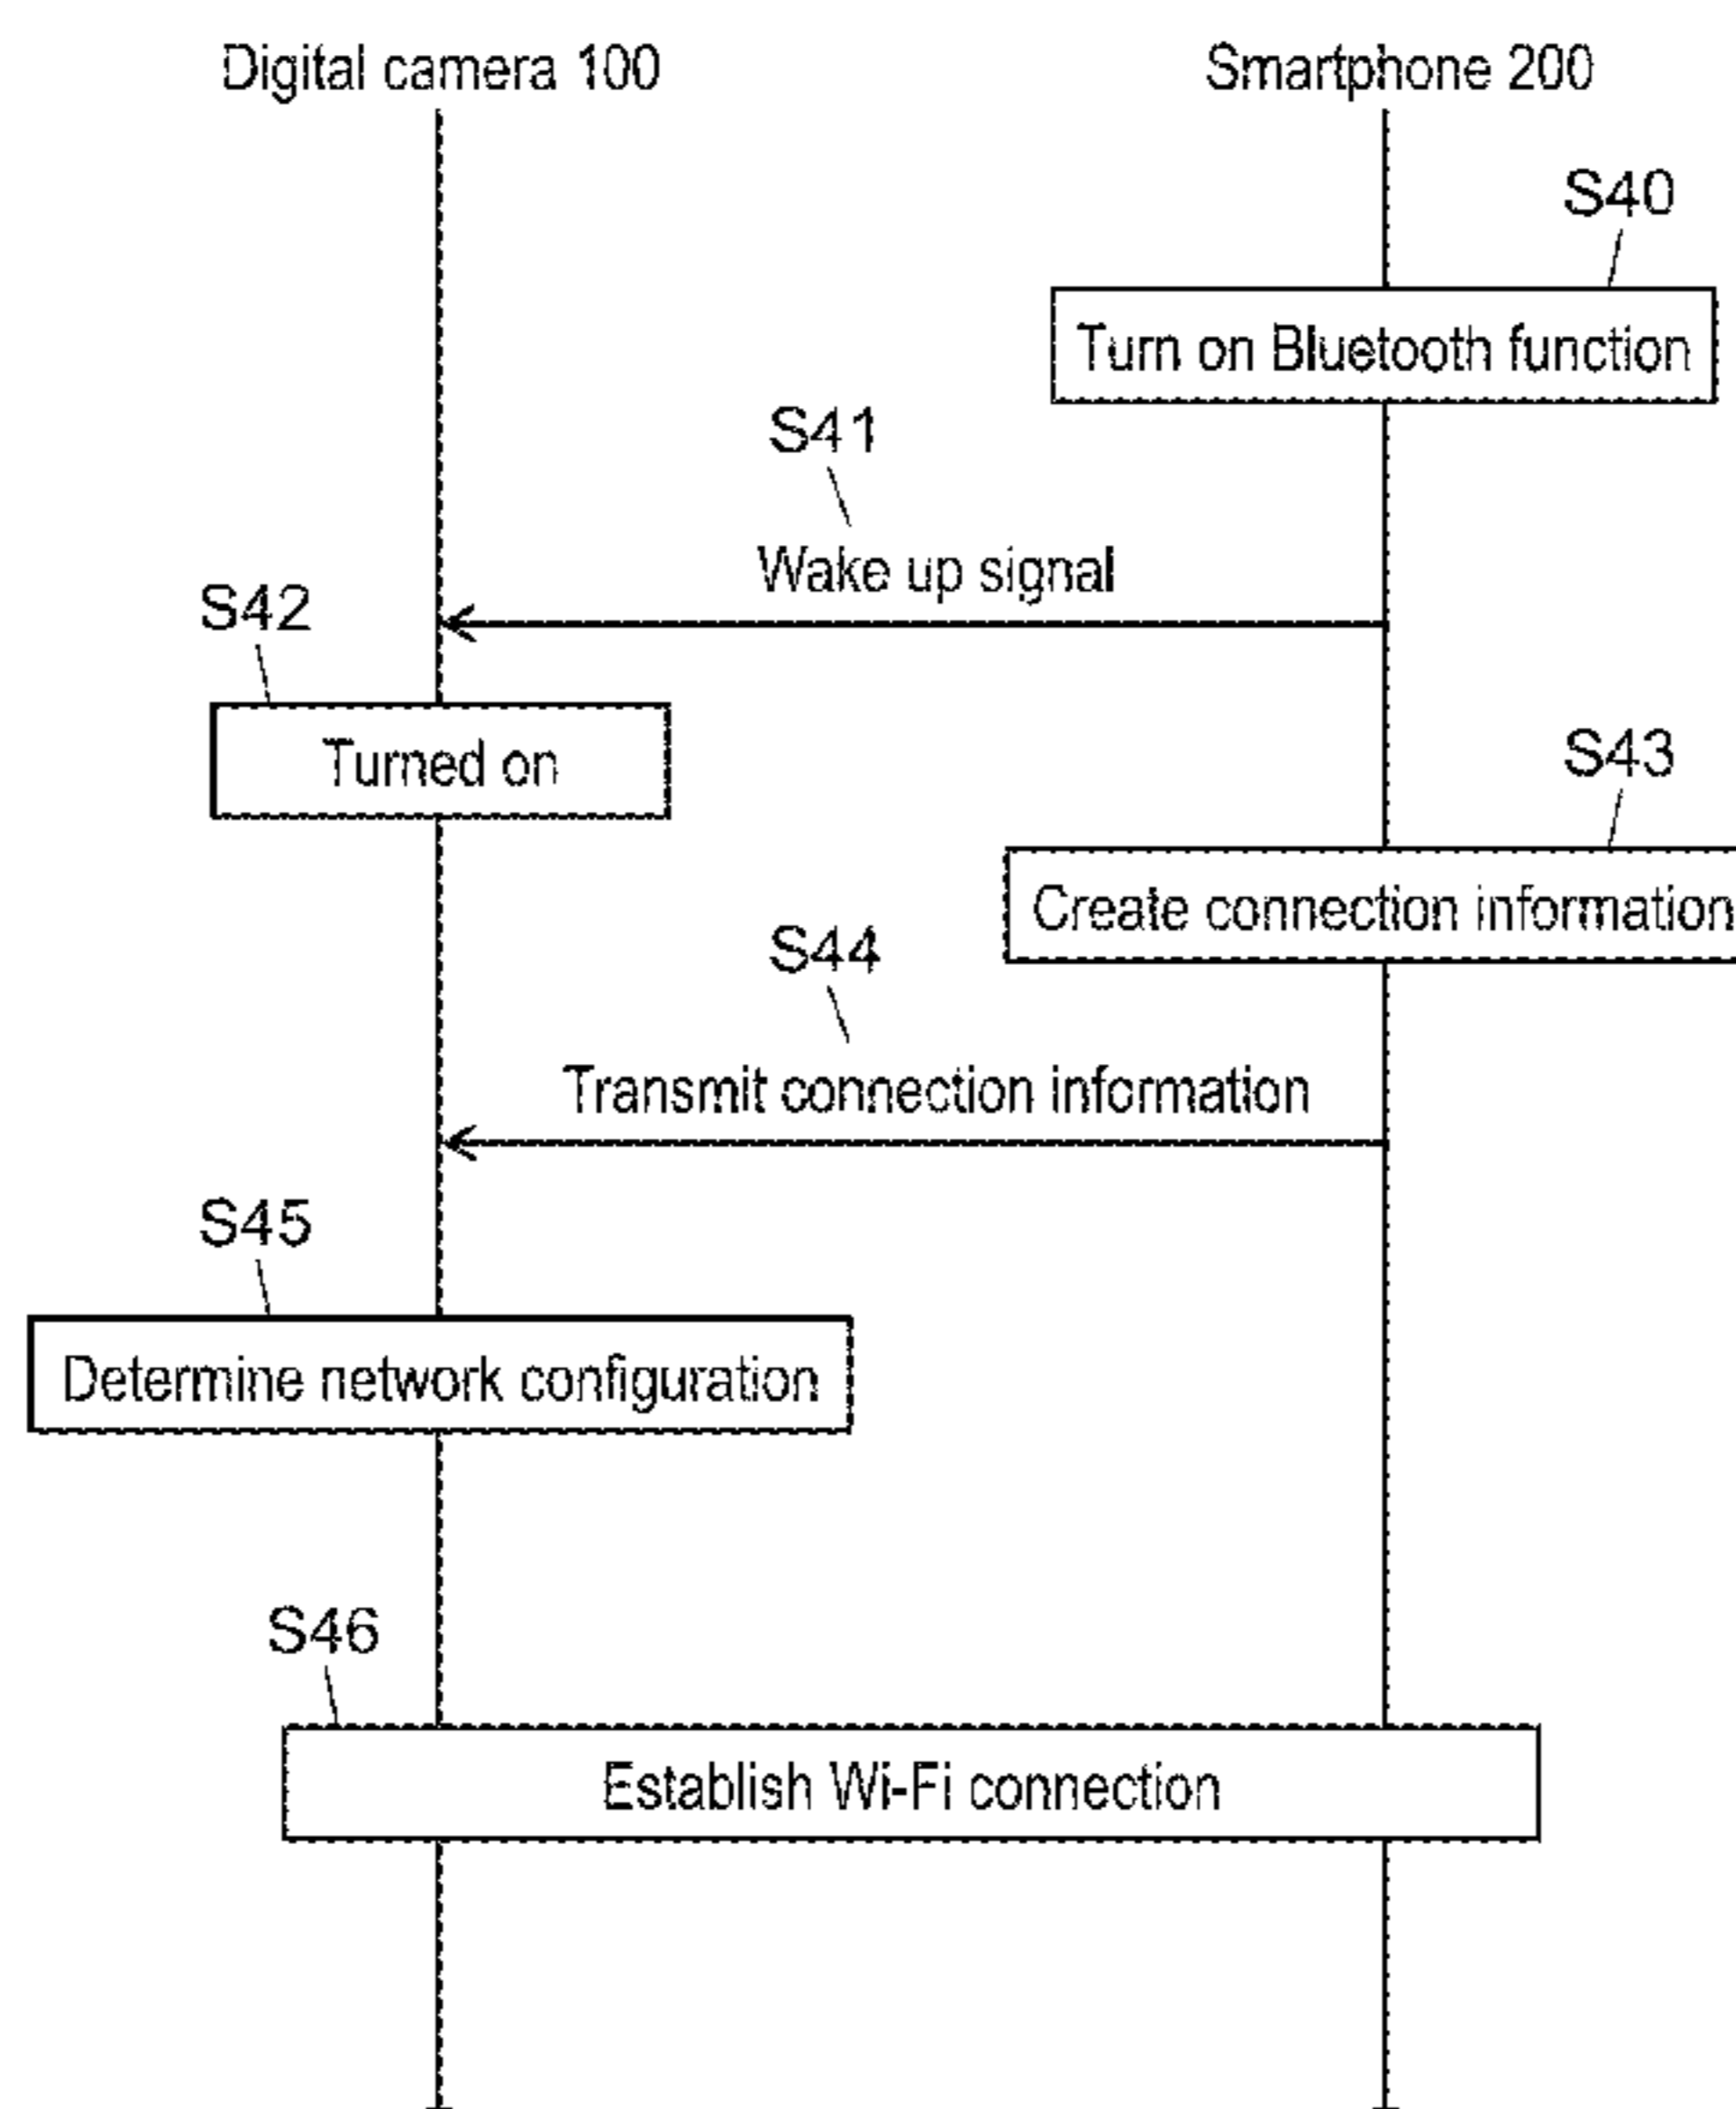 Digital camera 100
Smartphone 200
S40
Turn on Bluetooth function
S41
Wake up signal
S42
Turned on
S43
Create connection information
S44
Transmit connection information
S45
Determine network configuration
S46
Establish Wi-Fi connection